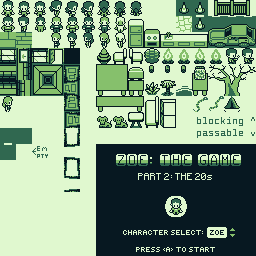 blocking ^
passable v
<Em
pty
ZOE: THE GAME
PART 2: THE 20s
CHARACTER SELECT: ZOE
PRESS <A> TO START